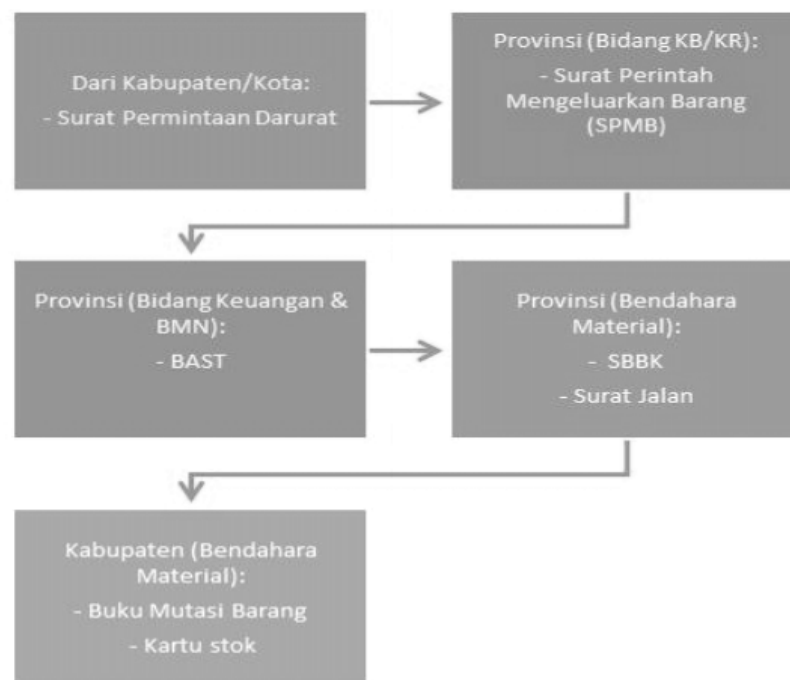 Dari Kabupaten/Kota:
- Surat Permintaan Darurat
Provinsi (Bidang KB/KR):
- Surat Perintah
Mengeluarkan Barang
(SPMB)
Provinsi (Bidang Keuangan &
BMN):
- BAST
Provinsi (Bendahara
Material):
- SBBK
- Surat Jalan
Kabupaten (Bendahara
Material):
- Buku Mutasi Barang
- Kartu stok